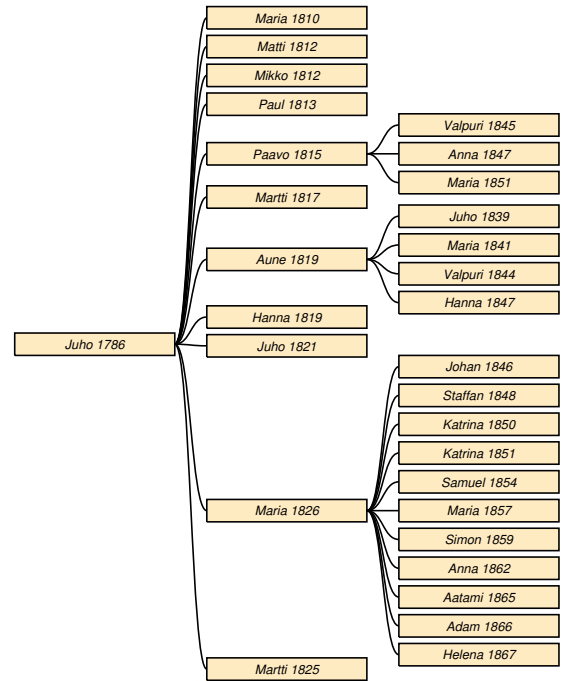 Juho 1786
Maria 1810
Matti 1812
Mikko 1812
Paul 1813
Paavo 1815
Valpuri 1845
Anna 1847
Maria 1851
Martti 1817
Aune 1819
Juho 1839
Maria 1841
Valpuri 1844
Hanna 1847
Hanna 1819
Juho 1821
Maria 1826
Johan 1846
Staffan 1848
Katrina 1850
Katrina 1851
Samuel 1854
Maria 1857
Simon 1859
Anna 1862
Aatami 1865
Adam 1866
Helena 1867
Martti 1825